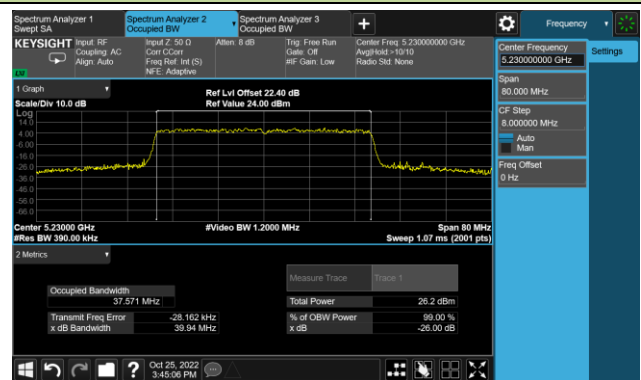 Spectrum Analyzer 1
Swept SA
Spectrum Analyzer 2
Occupied BW
Spectrum Analyzer 3
Occupied BW
Frequency
KEYSIGHT
Input: RF
Coupling: AC
Align: Auto
Input Z: 50 Ω
Corr CCorr
Freq Ref: Int (S)
NFE: Adaptive
Atten: 8 dB
Trig: Free Run
Gate: Off
#IF Gain: Low
Center Freq: 5.230000000 GHz
Avg|Hold:>10/10
Radio Std: None
Center Frequency
5.230000000 GHz
Settings
Span
80.000 MHz
CF Step
8.000000 MHz
Auto
Man
Freq Offset
0 Hz
1 Graph
Scale/Div 10.0 dB
Ref Lvl Offset 22.40 dB
Ref Value 24.00 dBm
Log
14.0
4.00
-6.00
-16.0
-26.0
-36.0
-46.0
-56.0
-66.0
Center 5.23000 GHz
#Res BW 390.00 kHz
#Video BW 1.2000 MHz
Span 80 MHz
Sweep 1.07 ms (2001 pts)
2 Metrics
Measure Trace
Trace 1
Occupied Bandwidth
37.571 MHz
Total Power
26.2 dBm
Transmit Freq Error
-28.162 kHz
% of OBW Power
99.00 %
x dB Bandwidth
39.94 MHz
x dB
-26.00 dB
Oct 25, 2022
3:45:06 PM